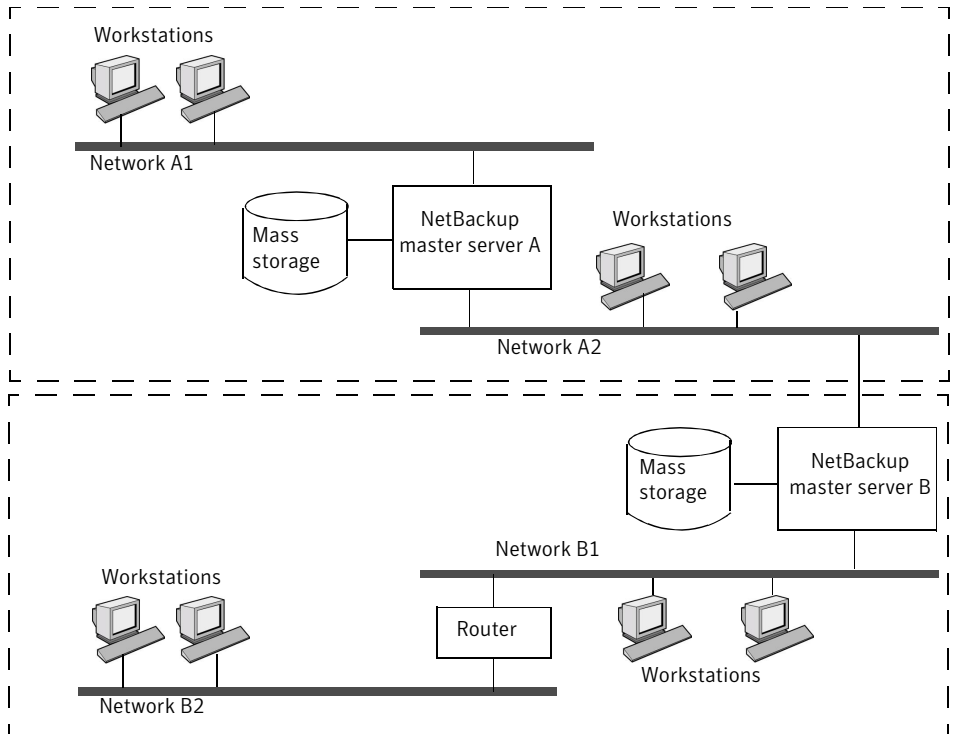 Workstations
Network A1
NetBackup
master server A
Mass
storage
Workstations
Network A2
NetBackup
master server B
Mass
storage
Network B1
Workstations
Router
Workstations
Network B2